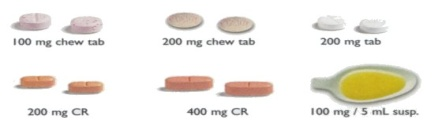 100 mg chew tab
200 mg chew tab
200 mg tab
200 mg CR
400 mg CR
100 mg / 5 mL susp.